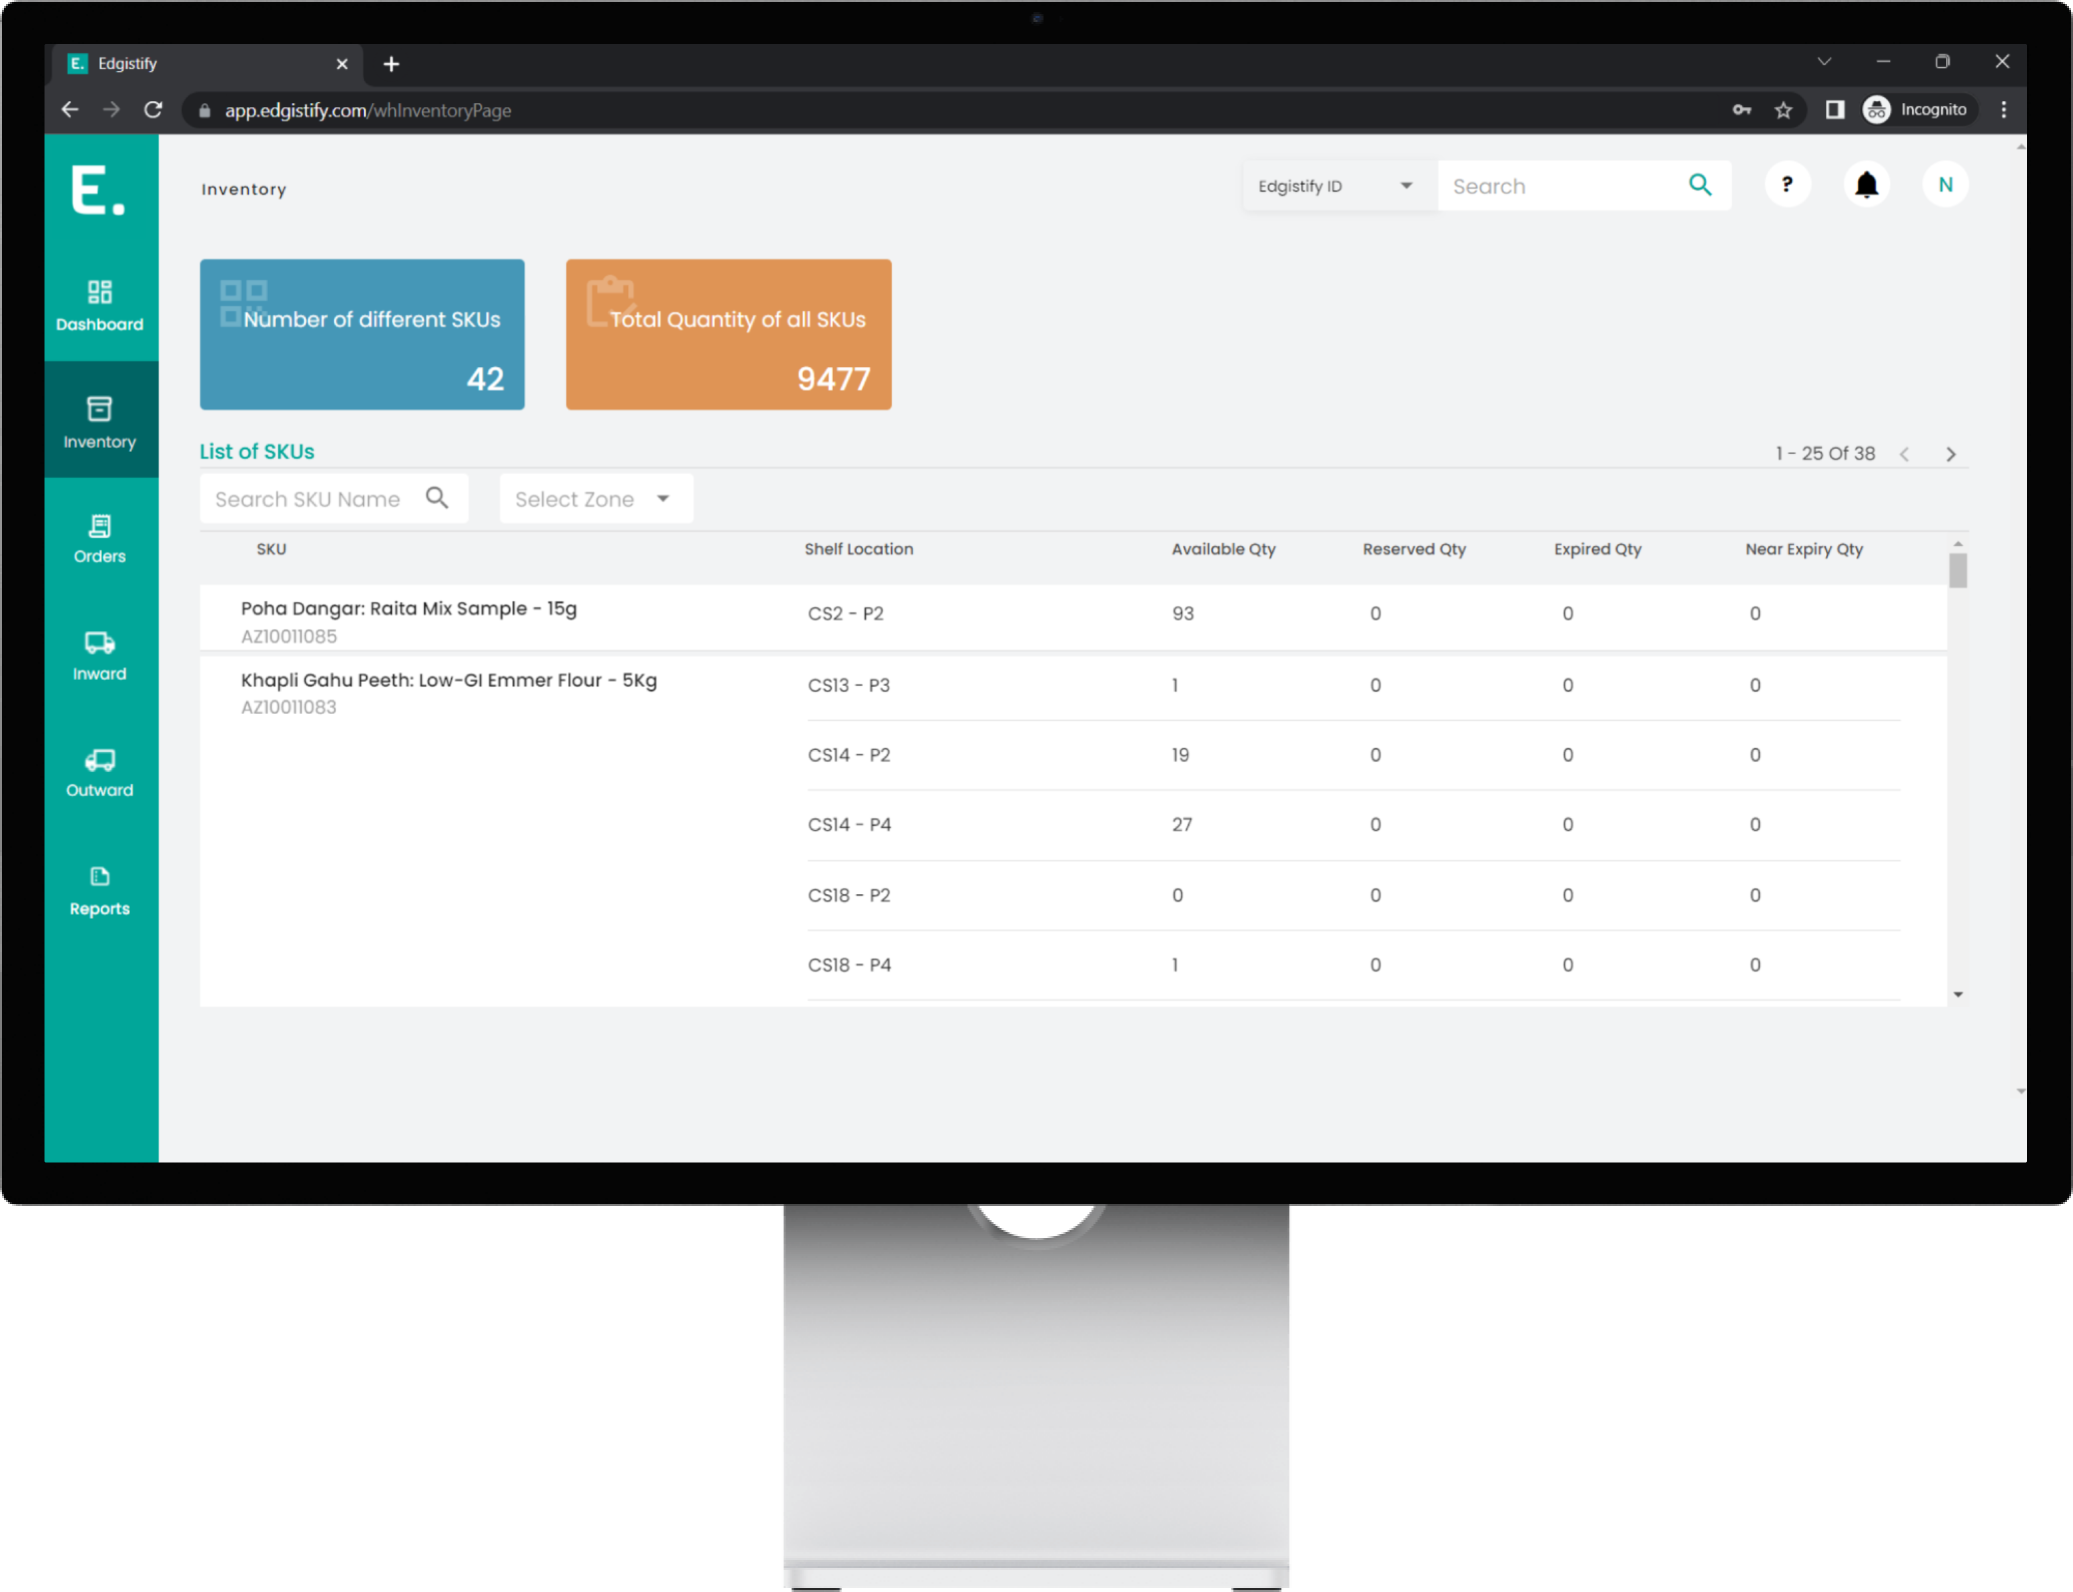 E. Edgistify
app.edgistify.com/whInventoryPage
Incognito
E.
Inventory
Edgistify ID
Search
?
N
Dashboard
Inventory
Orders
Inward
Outward
Reports
Number of different SKUs
42
Total Quantity of all SKUs
9477
List of SKUs
1 - 25 Of 38
Search SKU Name
Select Zone
SKU Shelf Location Available Qty Reserved Qty Expired Qty Near Expiry Qty
Poha Dangar: Raita Mix Sample - 15g CS2 - P2 93 0 0 0
AZ10011085
Khapli Gahu Peeth: Low-GI Emmer Flour - 5Kg CS13 - P3 1 0 0 0
AZ10011083
CS14 - P2 19 0 0 0
CS14 - P4 27 0 0 0
CS18 - P2 0 0 0 0
CS18 - P4 1 0 0 0